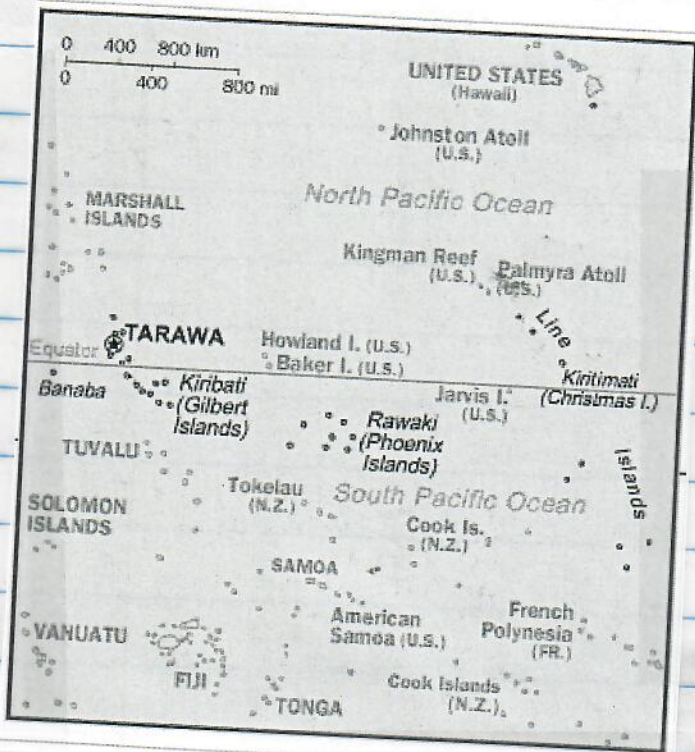 0 400 800 km
0 400 800 mi
UNITED STATES
(Hawaii)
Johnston Atoll
(U.S.)
North Pacific Ocean
MARSHALL
ISLANDS
Kingman Reef
(U.S.)
Palmyra Atoll
(U.S.)
Line
TARAWA
Howland I. (U.S.)
Baker I. (U.S.)
Equator
Kiritimati
(Christmas I.)
Banaba
Kiribati
(Gilbert
Islands)
Jarvis I.
(U.S.)
Rawaki
(Phoenix
Islands)
TUVALU
Islands
Tokelau
(N.Z.)
South Pacific Ocean
SOLOMON
ISLANDS
Cook Is.
(N.Z.)
SAMOA
American
Samoa (U.S.)
French
Polynesia
(FR.)
VANUATU
FIJI
Cook Islands
(N.Z.)
TONGA